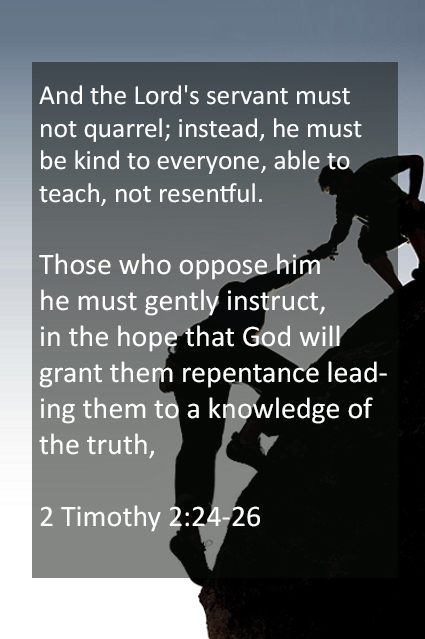 And the Lord's servant must
not quarrel; instead, he must
be kind to everyone, able to
teach, not resentful.
Those who oppose him
he must gently instruct,
in the hope that God will
grant them repentance lead-
ing them to a knowledge of
the truth,
2 Timothy 2:24-26